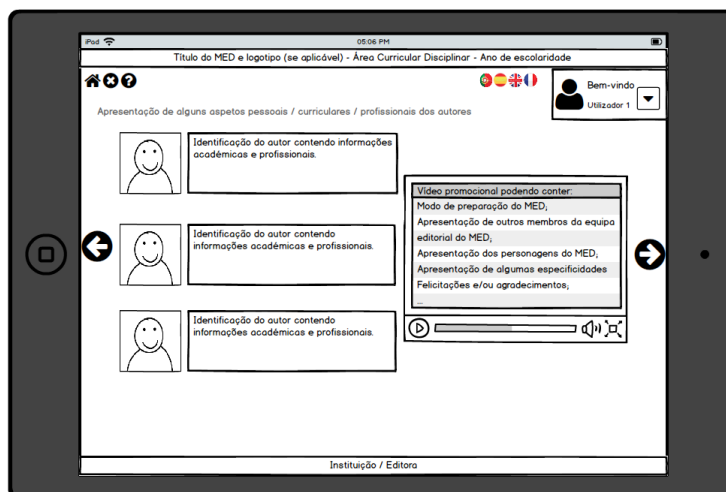 iPod
05:06 PM
Título do MED e logotipo (se aplicável) - Área Curricular Disciplinar - Ano de escolaridade
Bem-vindo
Utilizador 1
Apresentação de alguns aspetos pessoais / curriculares / profissionais dos autores
Identificação do autor contendo informações
académicas e profissionais.
Identificação do autor contendo
informações académicas e profissionais.
Identificação do autor contendo
informações académicas e profissionais.
Vídeo promocional podendo conter:
Modo de preparação do MED;
Apresentação de outros membros da equipa
editorial do MED;
Apresentação dos personagens do MED;
Apresentação de algumas especificidades
Felicitações e/ou agradecimentos;
...
Instituição / Editora